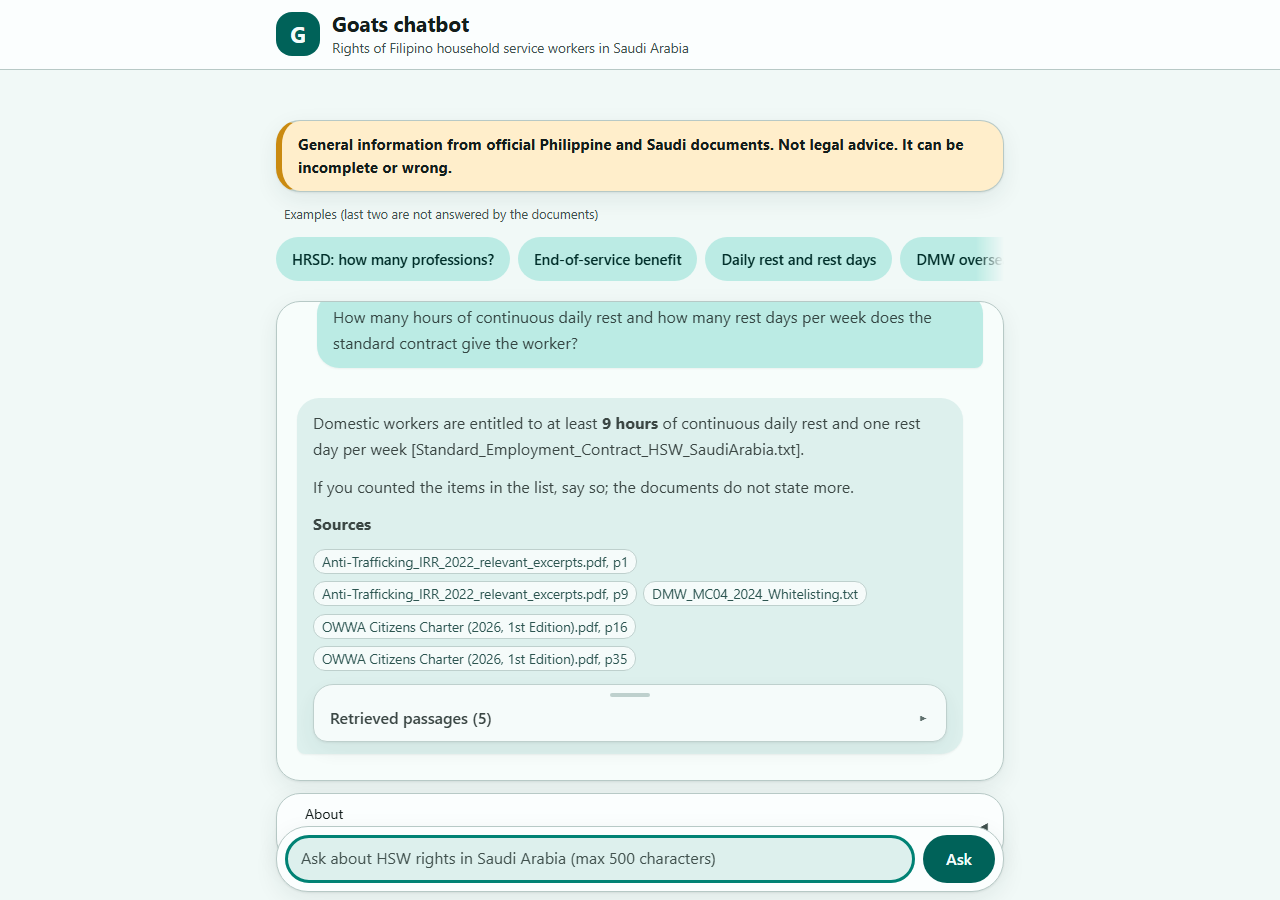 G
Goats chatbot
Rights of Filipino household service workers in Saudi Arabia
General information from official Philippine and Saudi documents. Not legal advice. It can be
incomplete or wrong.
Examples (last two are not answered by the documents)
HRSD: how many professions?
End-of-service benefit
Daily rest and rest days
DMW overse
How many hours of continuous daily rest and how many rest days per week does the
standard contract give the worker?
Domestic workers are entitled to at least 9 hours of continuous daily rest and one rest
day per week [Standard_Employment_Contract_HSW_SaudiArabia.txt].
If you counted the items in the list, say so; the documents do not state more.
Sources
Anti-Trafficking_IRR_2022_relevant_excerpts.pdf, p1
Anti-Trafficking_IRR_2022_relevant_excerpts.pdf, p9
DMW_MC04_2024_Whitelisting.txt
OWWA Citizens Charter (2026, 1st Edition).pdf, p16
OWWA Citizens Charter (2026, 1st Edition).pdf, p35
Retrieved passages (5)
About
Ask about HSW rights in Saudi Arabia (max 500 characters)
Ask